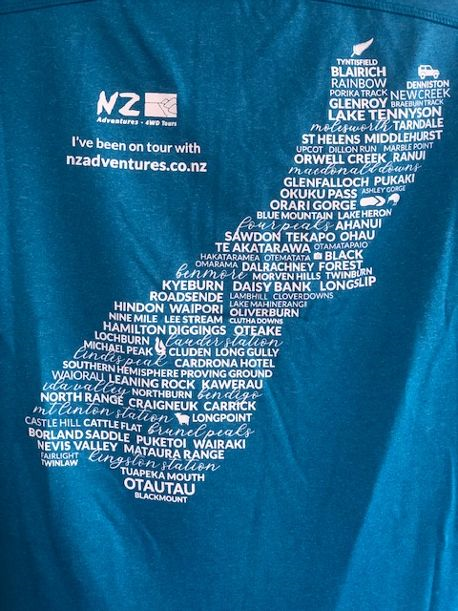 TYNTISFIELD
BLAIRICH
DENNISTON
RAINBOW
NEW CREEK
PORIKA TRACK
BRAEBURN TRACK
GLENROY
LAKE TENNYSON
molesworth TARNDALE
ST HELENS MIDDLEHURST
UPCOT DILLON RUN MARBLE POINT
ORWELL CREEK RANUI
macdonald downs
GLENFALLOCH PUKAKI
OKUKU PASS ASHLEY GORGE
ORARI GORGE
BLUE MOUNTAIN LAKE HERON
four peaks AHANUI
SAWDON TEKAPO OHAU
TE AKATARAWA OTAMATAPAIO
HAKATARAMEA OTEMATATA BLACK
OMARAMA DALRACHNEY FOREST
benmore MORVEN HILLS TWINBURN
KYEBURN DAISY BANK LONGSLIP
ROADSENDE LAMBHILL CLOVERDOWNS
LAKE MAHINERANGI
HINDON WAIPORI OLIVERBURN
NINE MILE LEE STREAM CLUTHA DOWNS
HAMILTON DIGGINGS OTEAKE
LOCHBURN lauder station
MICHAEL PEAK CLUDEN LONG GULLY
lindis peak CARDRONA HOTEL
SOUTHERN HEMISPHERE PROVING GROUND
WAIORAU LEANING ROCK KAWERAU
ida valley NORTHBURN bendigo
NORTH RANGE CRAIGNEUK CARRICK
mt linton station LONGPOINT
CASTLE HILL CATTLE FLAT brunel peaks
BORLAND SADDLE PUKETOI WAIRAKI
NEVIS VALLEY MATAURA RANGE
FAIRLIGHT kingston station
TWINLAW
TUAPEKA MOUTH
OTAUTAU
BLACKMOUNT
NZ
Adventures - 4WD Tours
I've been on tour with
nzadventures.co.nz